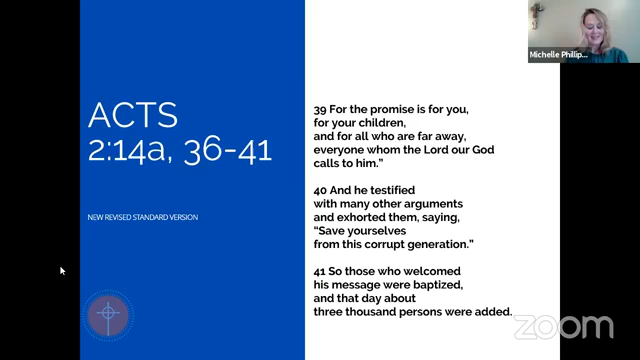 Michelle Phillip...
ACTS
2:14a, 36-41
NEW REVISED STANDARD VERSION
39 For the promise is for you,
for your children,
and for all who are far away,
everyone whom the Lord our God
calls to him.”
40 And he testified
with many other arguments
and exhorted them, saying,
“Save yourselves
from this corrupt generation.”
41 So those who welcomed
his message were baptized,
and that day about
three thousand persons were added.
zoom